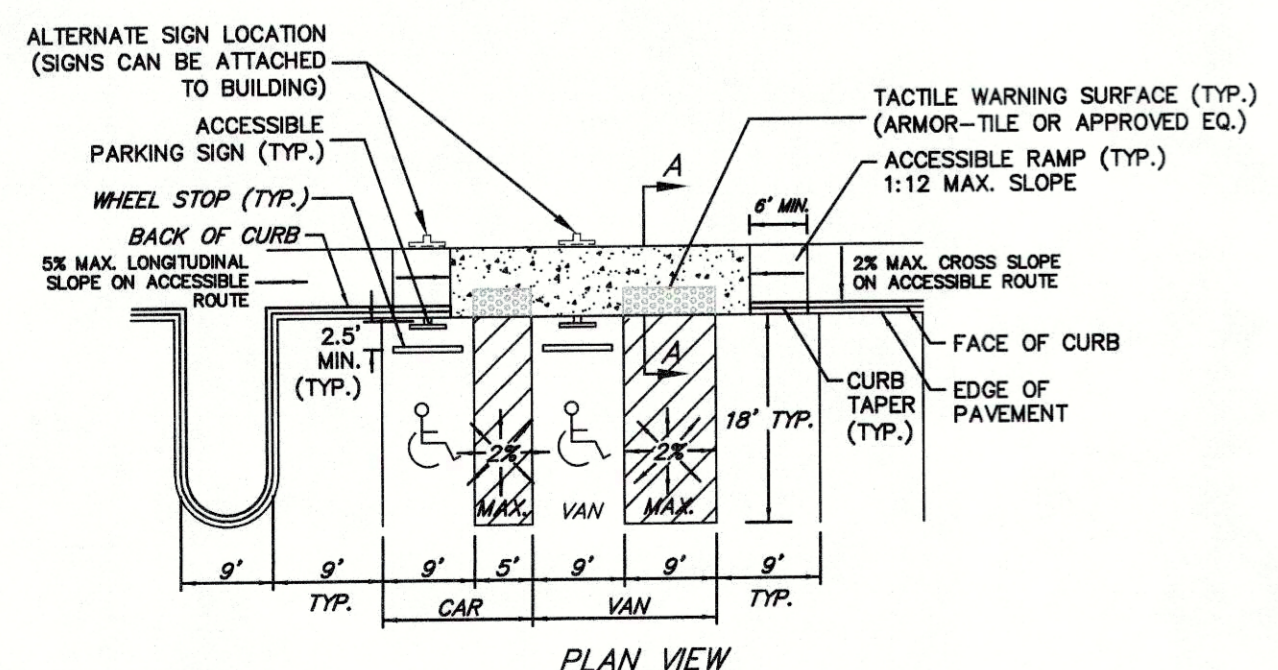 ALTERNATE SIGN LOCATION
(SIGNS CAN BE ATTACHED
TO BUILDING)
ACCESSIBLE
PARKING SIGN (TYP.)
WHEEL STOP (TYP.)
BACK OF CURB
5% MAX. LONGITUDINAL
SLOPE ON ACCESSIBLE
ROUTE
2.5'
MIN.
(TYP.)
TACTILE WARNING SURFACE (TYP.)
(ARMOR-TILE OR APPROVED EQ.)
ACCESSIBLE RAMP (TYP.)
1:12 MAX. SLOPE
A
6' MIN.
2% MAX. CROSS SLOPE
ON ACCESSIBLE ROUTE
FACE OF CURB
EDGE OF
PAVEMENT
CURB
TAPER
(TYP.)
A
18' TYP.
2%
MAX.
VAN
2%
MAX.
9'
9'
TYP.
9'
5'
9'
9'
9'
TYP.
CAR
VAN
PLAN VIEW